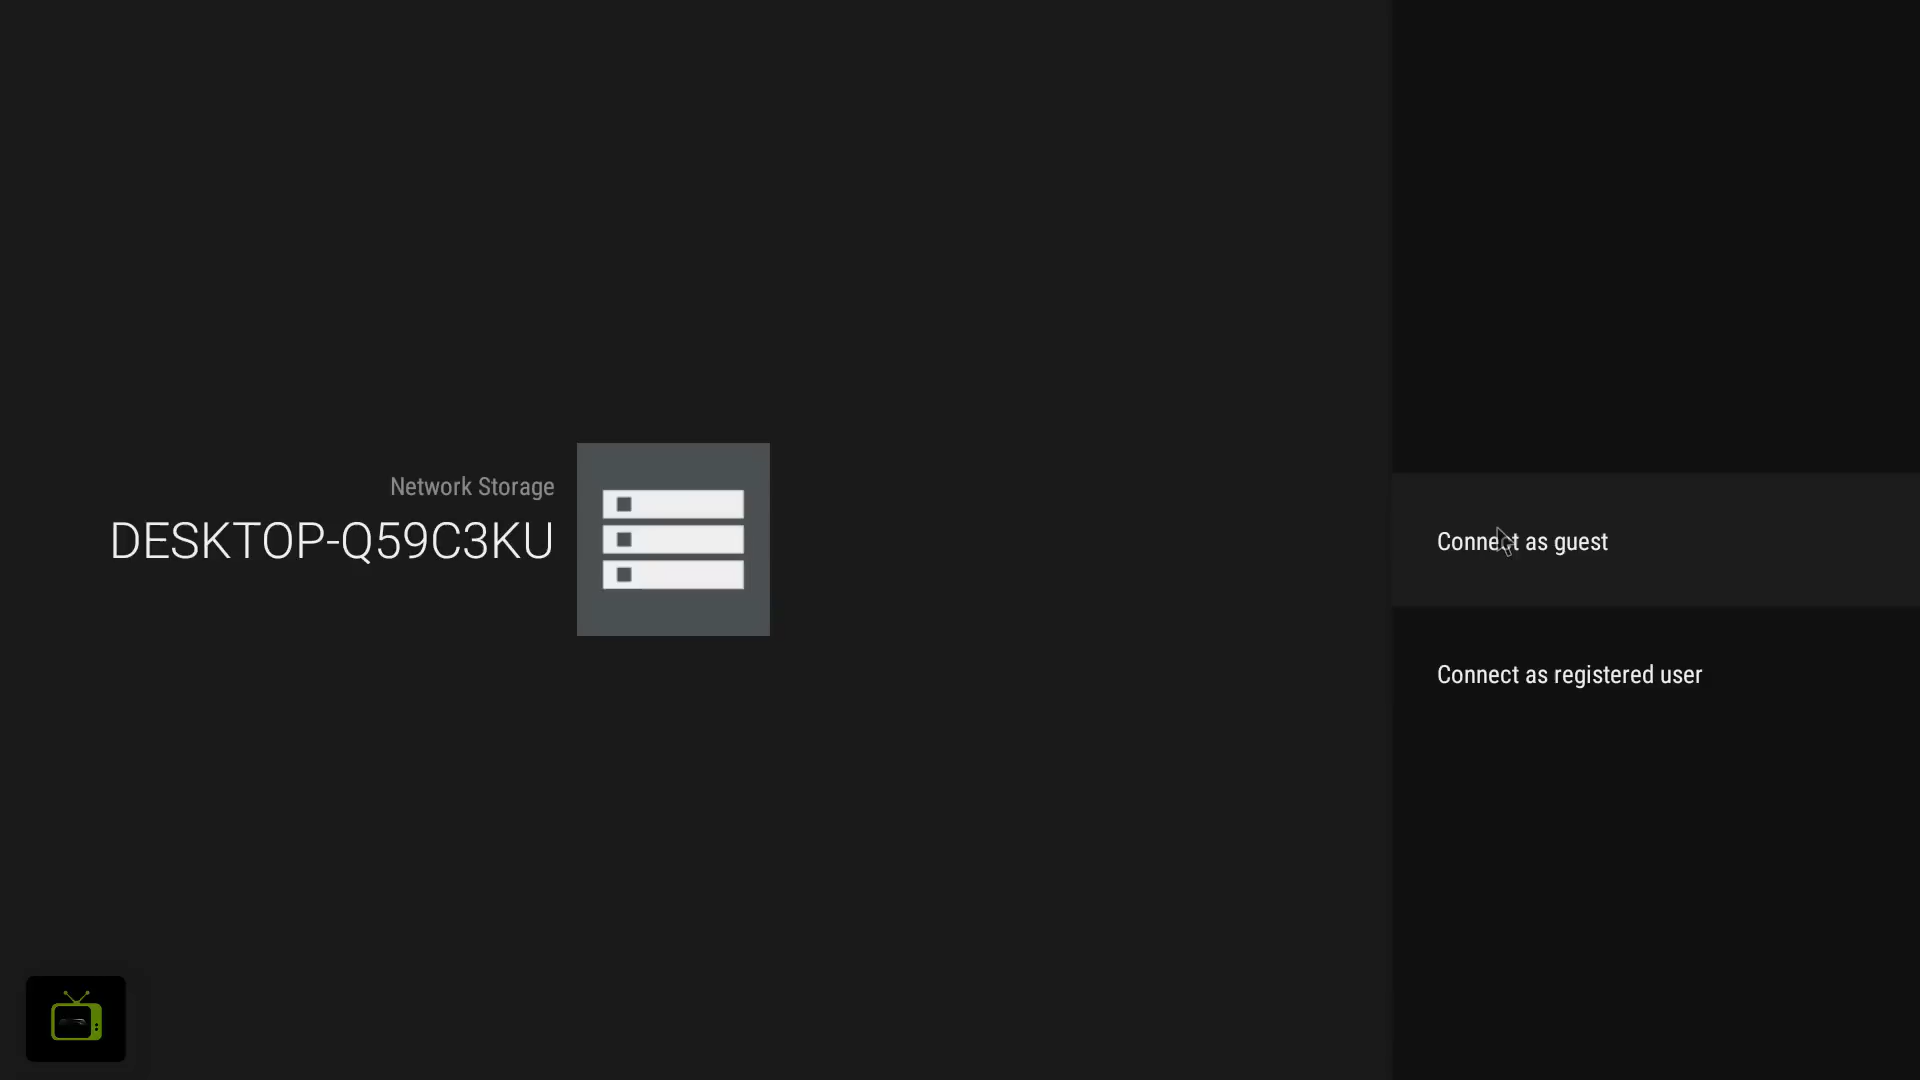 Network Storage
DESKTOP-Q59C3KU
Connect as guest
Connect as registered user